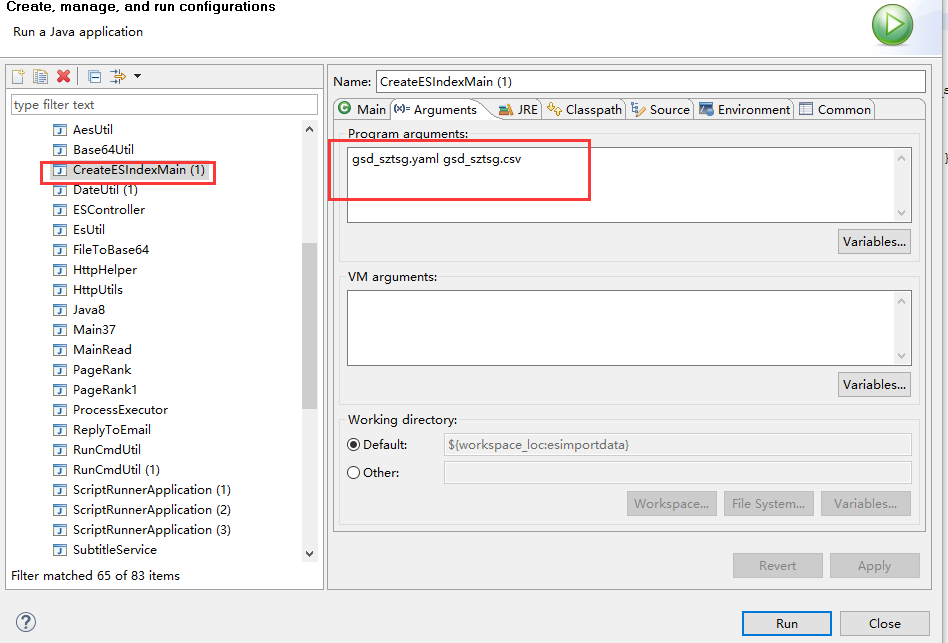 Create, manage, and run configurations
Run a Java application
type filter text
AesUtil
Base64Util
CreateESIndexMain (1)
DateUtil (1)
ESController
EsUtil
FileToBase64
HttpHelper
HttpUtils
Java8
Main37
MainRead
PageRank
PageRank1
ProcessExecutor
ReplyToEmail
RunCmdUtil
RunCmdUtil (1)
ScriptRunnerApplication (1)
ScriptRunnerApplication (2)
ScriptRunnerApplication (3)
SubtitleService
Filter matched 65 of 83 items
Name: CreateESIndexMain (1)
Main (x)= Arguments JRE Classpath Source Environment Common
Program arguments:
gsd_sztsg.yaml gsd_sztsg.csv
Variables...
VM arguments:
Variables...
Working directory:
Default: ${workspace_loc:esimportdata}
Other:
Workspace... File System... Variables...
Revert Apply
Run Close